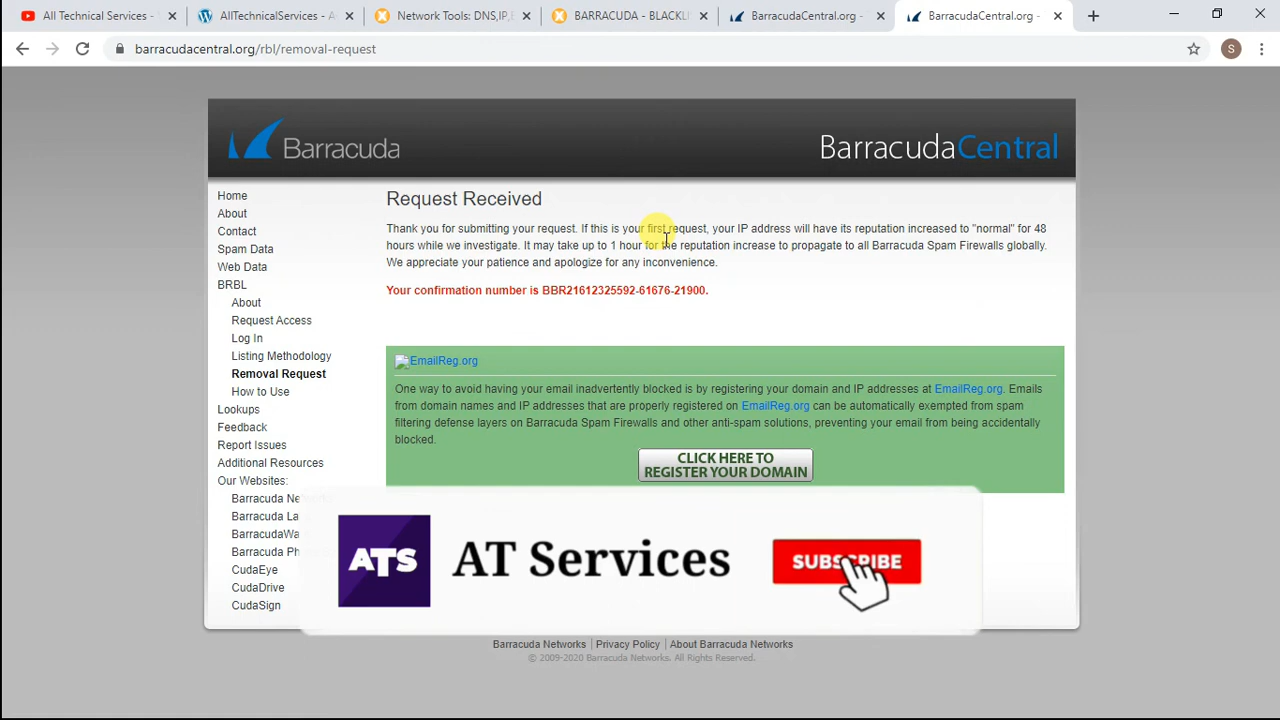 All Technical Services -
AllTechnicalServices - A
Network Tools: DNS,IP,E
BARRACUDA - BLACKLI
BarracudaCentral.org -
BarracudaCentral.org -
barracudacentral.org/rbl/removal-request
S
Barracuda
BarracudaCentral
Home
About
Contact
Spam Data
Web Data
BRBL
About
Request Access
Log In
Listing Methodology
Removal Request
How to Use
Lookups
Feedback
Report Issues
Additional Resources
Our Websites:
Barracuda Ne
Barracuda La
BarracudaWa
Barracuda Ph
CudaEye
CudaDrive
CudaSign
Request Received
Thank you for submitting your request. If this is your first request, your IP address will have its reputation increased to "normal" for 48
hours while we investigate. It may take up to 1 hour for the reputation increase to propagate to all Barracuda Spam Firewalls globally.
We appreciate your patience and apologize for any inconvenience.
Your confirmation number is BBR21612325592-61676-21900.
EmailReg.org
One way to avoid having your email inadvertently blocked is by registering your domain and IP addresses at EmailReg.org. Emails
from domain names and IP addresses that are properly registered on EmailReg.org can be automatically exempted from spam
filtering defense layers on Barracuda Spam Firewalls and other anti-spam solutions, preventing your email from being accidentally
blocked.
CLICK HERE TO
REGISTER YOUR DOMAIN
ATS
AT Services
SUBSCRIBE
Barracuda Networks | Privacy Policy | About Barracuda Networks
© 2009-2020 Barracuda Networks. All Rights Reserved.